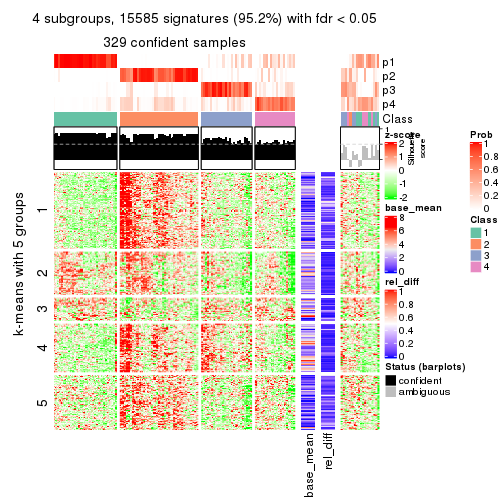 4 subgroups, 15585 signatures (95.2%) with fdr < 0.05
329 confident samples
p1
p2
p3
p4
Class
1
Silhouette
score
k-means with 5 groups
1
2
3
4
5
base_mean
rel_diff
z-score
2
1
0
-1
-2
base_mean
8
6
4
2
0
rel_diff
1
0.8
0.6
0.4
0.2
0
Status (barplots)
confident
ambiguous
Prob
1
0.8
0.6
0.4
0.2
0
Class
1
2
3
4